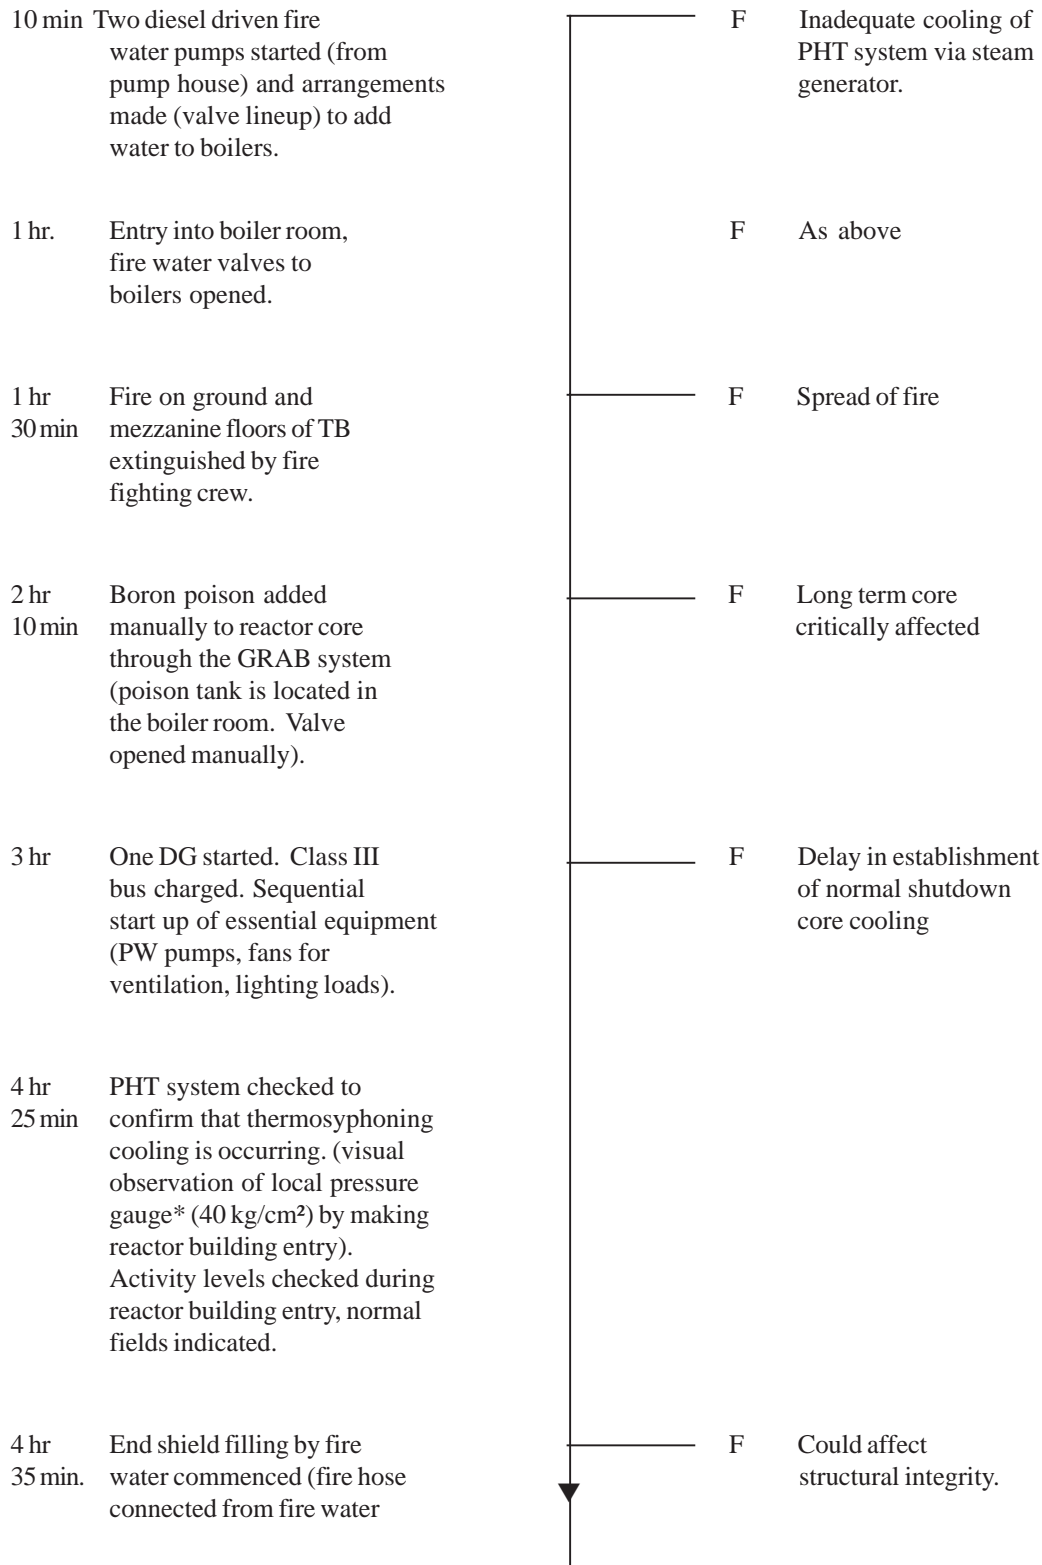 10 min Two diesel driven fire
water pumps started (from
pump house) and arrangements
made (valve lineup) to add
water to boilers.
F Inadequate cooling of
PHT system via steam
generator.
1 hr. Entry into boiler room,
fire water valves to
boilers opened.
F As above
1 hr Fire on ground and
30 min mezzanine floors of TB
extinguished by fire
fighting crew.
F Spread of fire
2 hr Boron poison added
10 min manually to reactor core
through the GRAB system
(poison tank is located in
the boiler room. Valve
opened manually).
F Long term core
critically affected
3 hr One DG started. Class III
bus charged. Sequential
start up of essential equipment
(PW pumps, fans for
ventilation, lighting loads).
F Delay in establishment
of normal shutdown
core cooling
4 hr PHT system checked to
25 min confirm that thermosyphoning
cooling is occurring. (visual
observation of local pressure
gauge* (40 kg/cm²) by making
reactor building entry).
Activity levels checked during
reactor building entry, normal
fields indicated.
4 hr End shield filling by fire
35 min. water commenced (fire hose
connected from fire water
F Could affect
structural integrity.